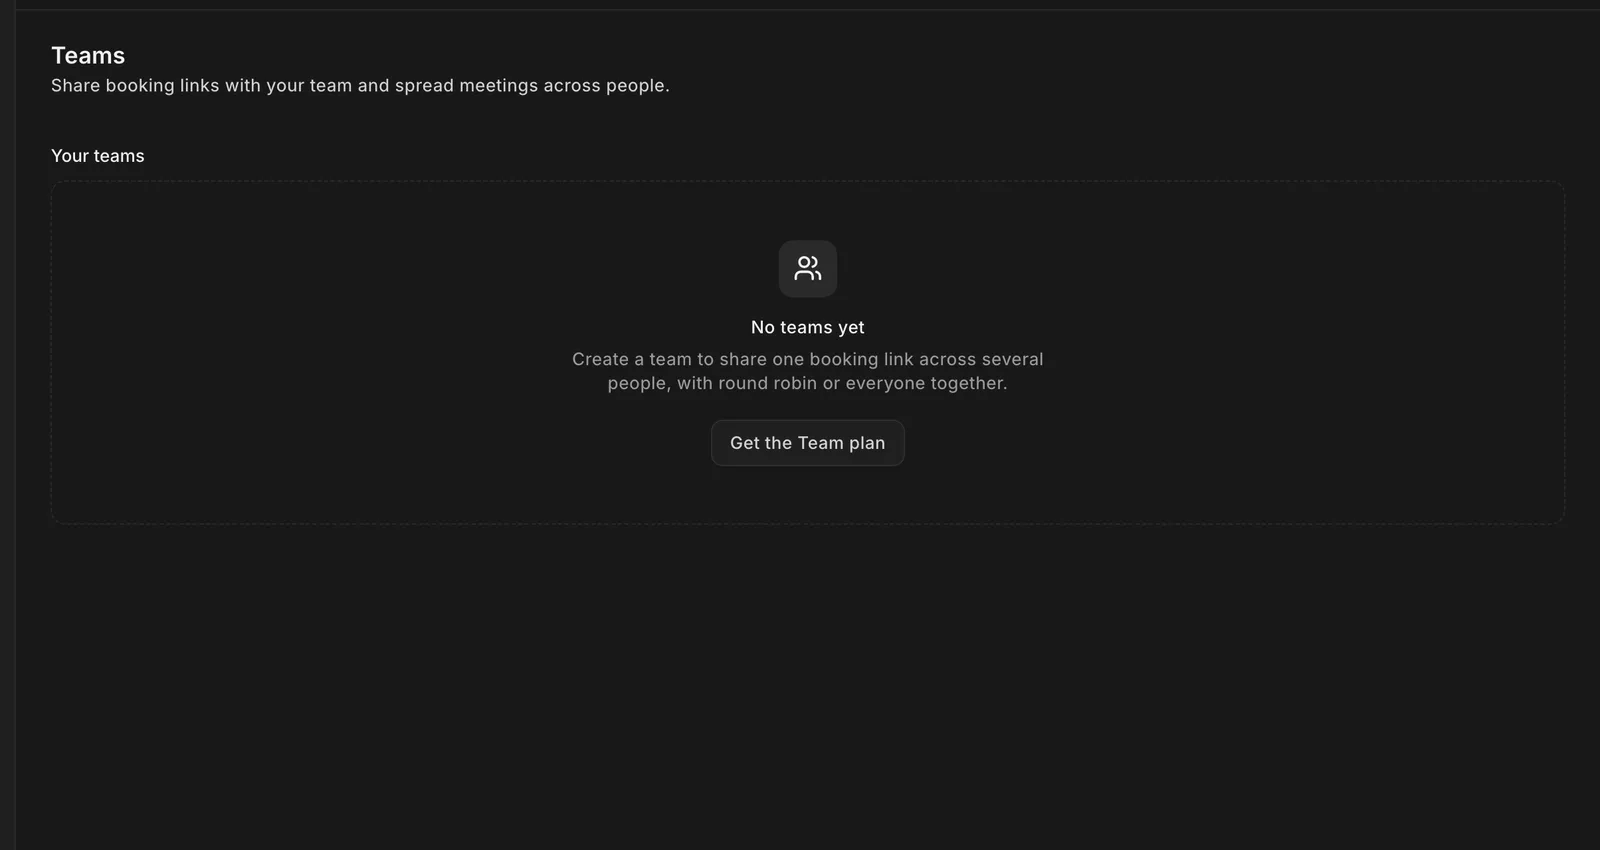 Teams
Share booking links with your team and spread meetings across people.
Your teams
No teams yet
Create a team to share one booking link across several
people, with round robin or everyone together.
Get the Team plan